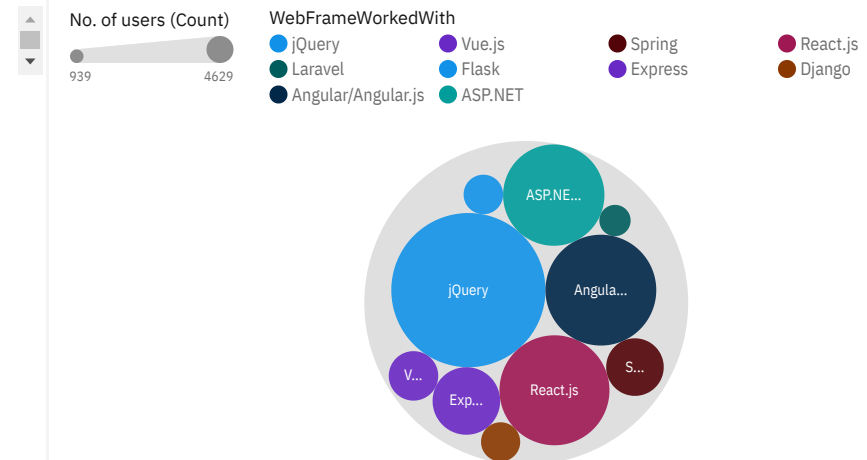 No. of users (Count)
939 4629
WebFrameWorkedWith
jQuery Vue.js Spring React.js
Laravel Flask Express Django
Angular/Angular.js ASP.NET
ASP.NE...
jQuery Angula...
V... S...
Exp... React.js